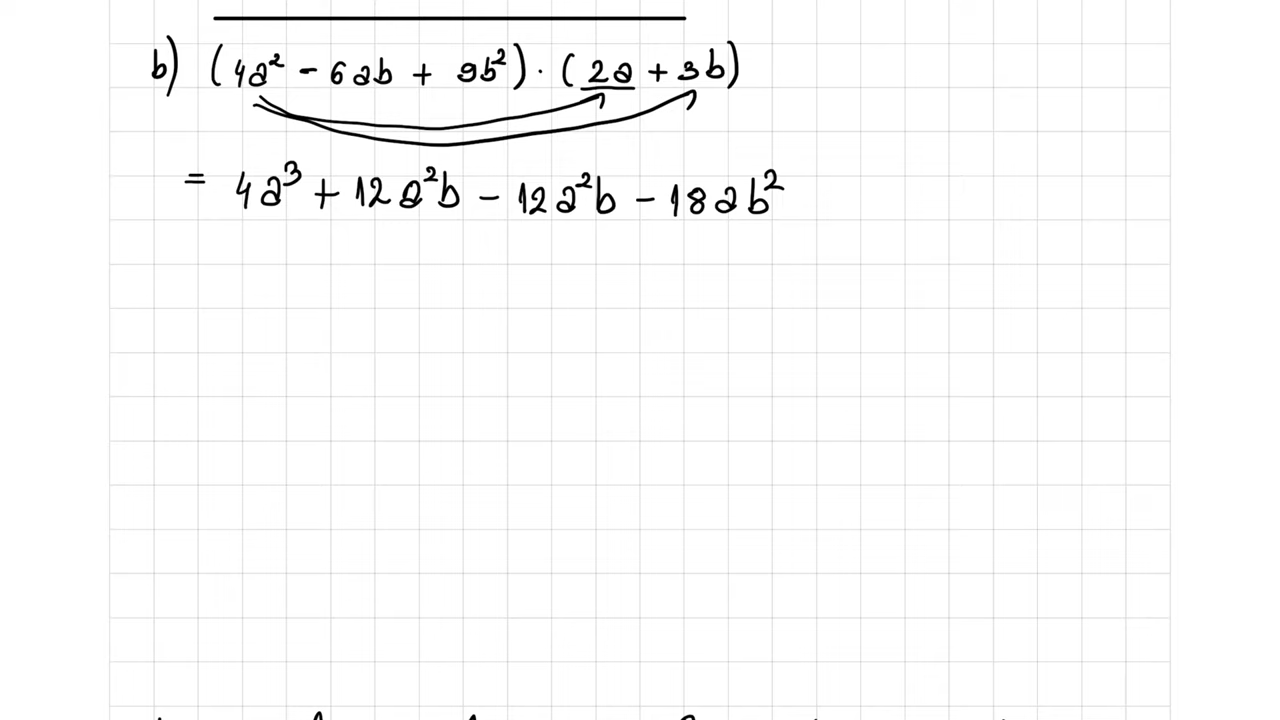 b) (4a² - 6ab + 9b²) · (2a + 3b)
= 4a³ + 12a²b - 12a²b - 18ab²